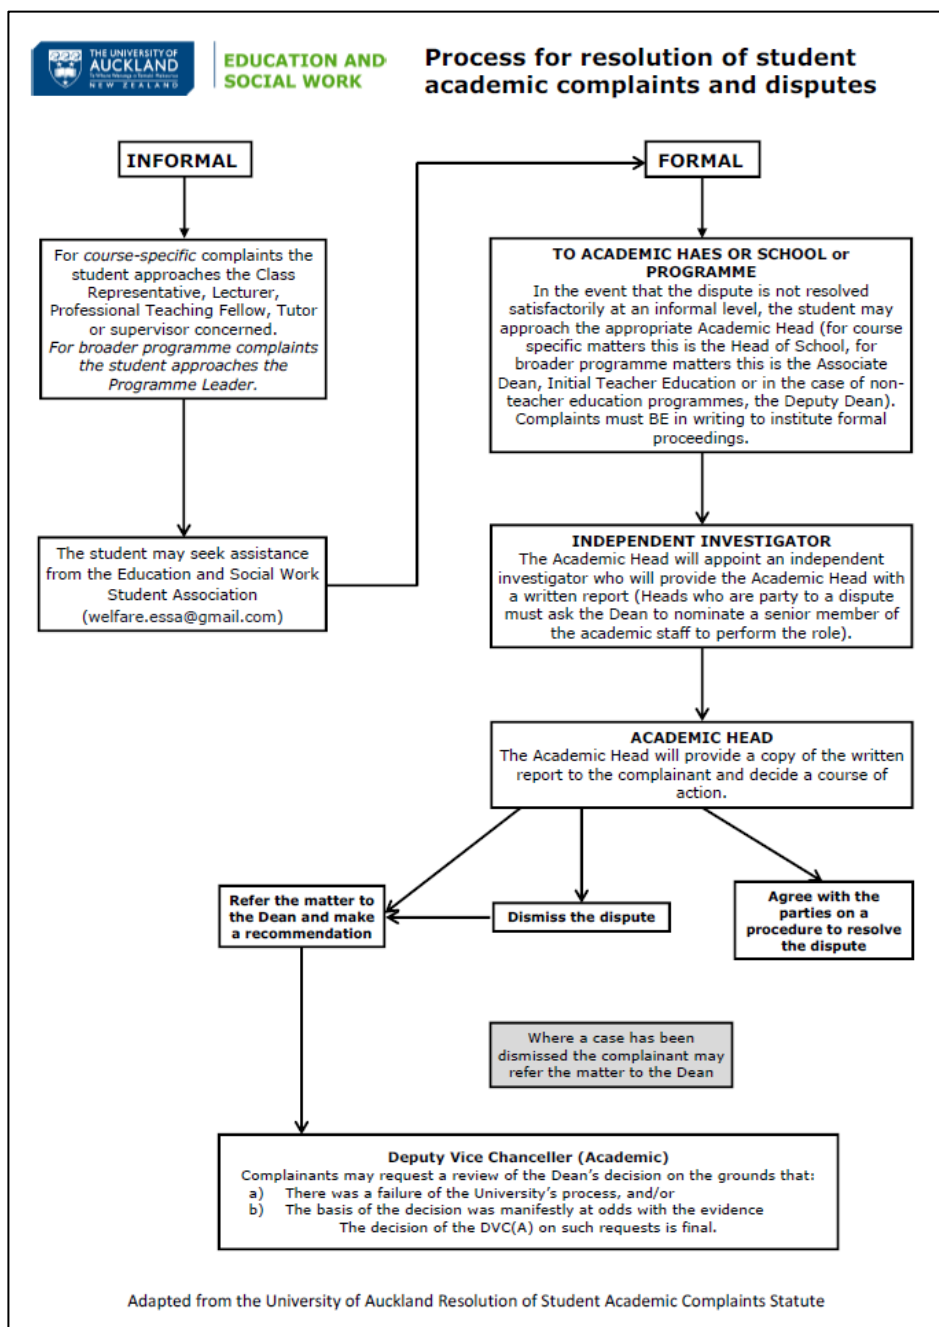 THE UNIVERSITY OF
AUCKLAND
Te Whare Wānanga o Tāmaki Makaurau
NEW ZEALAND
EDUCATION AND
SOCIAL WORK
Process for resolution of student
academic complaints and disputes
INFORMAL
For course-specific complaints the
student approaches the Class
Representative, Lecturer,
Professional Teaching Fellow, Tutor
or supervisor concerned.
For broader programme complaints
the student approaches the
Programme Leader.
The student may seek assistance
from the Education and Social Work
Student Association
(welfare.essa@gmail.com)
FORMAL
TO ACADEMIC HAES OR SCHOOL or
PROGRAMME
In the event that the dispute is not resolved
satisfactorily at an informal level, the student may
approach the appropriate Academic Head (for course
specific matters this is the Head of School, for
broader programme matters this is the Associate
Dean, Initial Teacher Education or in the case of non-
teacher education programmes, the Deputy Dean).
Complaints must BE in writing to institute formal
proceedings.
INDEPENDENT INVESTIGATOR
The Academic Head will appoint an independent
investigator who will provide the Academic Head with
a written report (Heads who are party to a dispute
must ask the Dean to nominate a senior member of
the academic staff to perform the role).
ACADEMIC HEAD
The Academic Head will provide a copy of the written
report to the complainant and decide a course of
action.
Refer the matter to
the Dean and make
a recommendation
Dismiss the dispute
Agree with the
parties on a
procedure to resolve
the dispute
Where a case has been
dismissed the complainant may
refer the matter to the Dean
Deputy Vice Chanceller (Academic)
Complainants may request a review of the Dean's decision on the grounds that:
a) There was a failure of the University's process, and/or
b) The basis of the decision was manifestly at odds with the evidence
The decision of the DVC(A) on such requests is final.
Adapted from the University of Auckland Resolution of Student Academic Complaints Statute